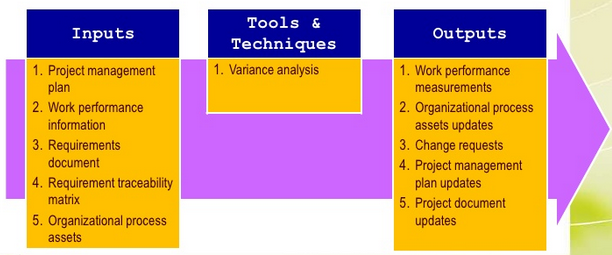 Inputs
1. Project management
plan
2. Work performance
information
3. Requirements
document
4. Requirement traceability
matrix
5. Organizational process
assets
Tools &
Techniques
1. Variance analysis
Outputs
1. Work performance
measurements
2. Organizational process
assets updates
3. Change requests
4. Project management
plan updates
5. Project document
updates